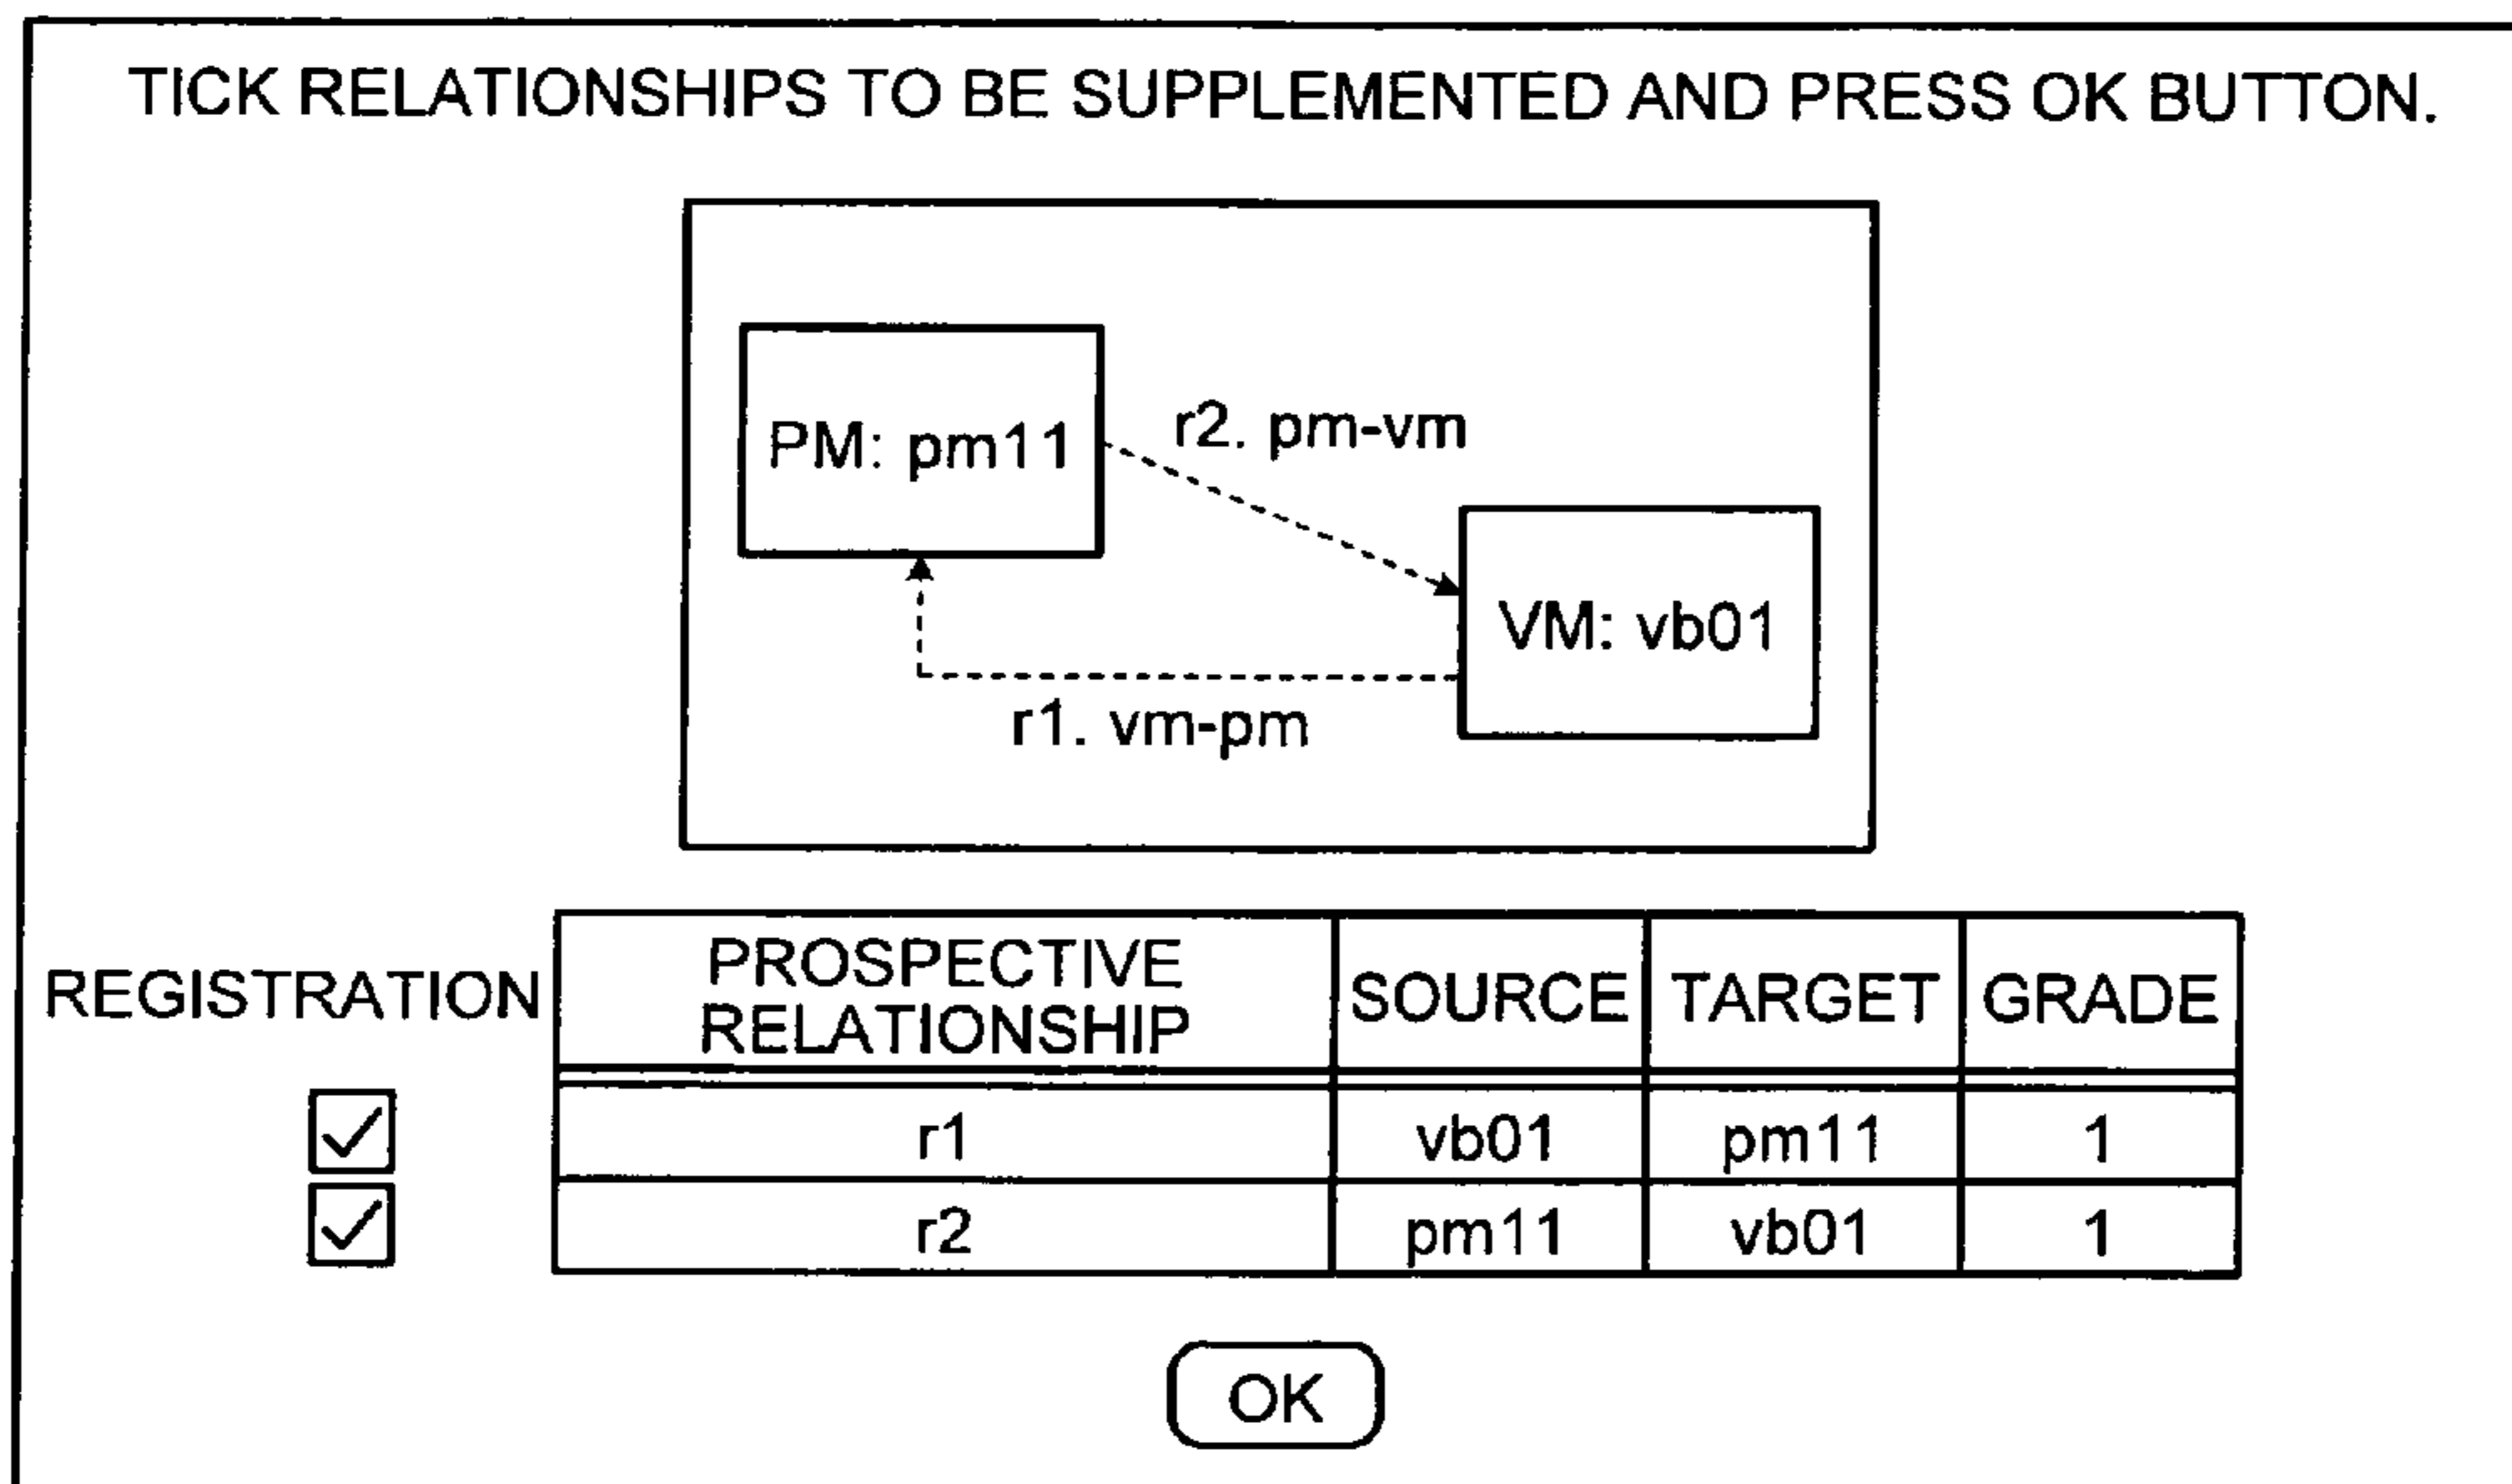 TICK RELATIONSHIPS TO BE SUPPLEMENTED AND PRESS OK BUTTON.
PM: pm11
r2. pm-vm
VM: vb01
r1. vm-pm
REGISTRATION
PROSPECTIVE
RELATIONSHIP
SOURCE
TARGET
GRADE
r1 vb01 pm11 1
r2 pm11 vb01 1
OK